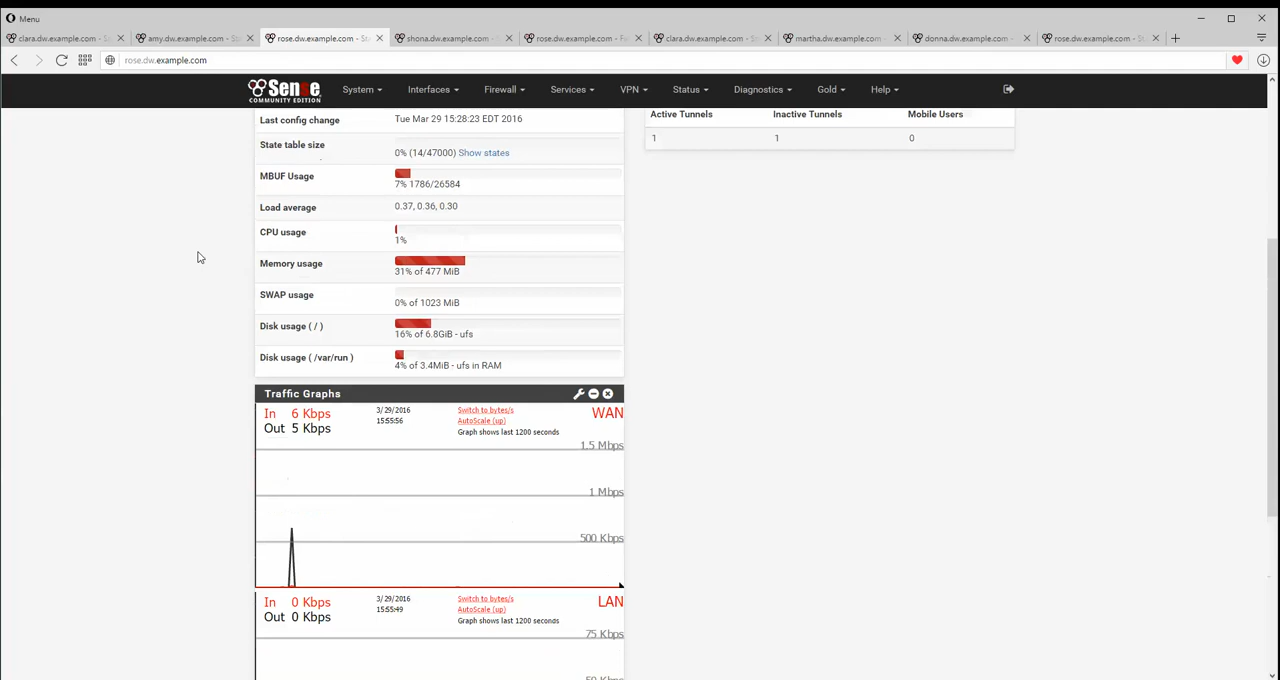 Menu
clara.dw.example.com - S
amy.dw.example.com - Sta
rose.dw.example.com - St
shona.dw.example.com -
rose.dw.example.com - F
clara.dw.example.com - S
martha.dw.example.com -
donna.dw.example.com -
rose.dw.example.com - S
rose.dw.example.com
Sense
COMMUNITY EDITION
System
Interfaces
Firewall
Services
VPN
Status
Diagnostics
Gold
Help
Last config change Tue Mar 29 15:28:23 EDT 2016
State table size
0% (14/47000) Show states
MBUF Usage
7% 1786/26584
Load average 0.37, 0.36, 0.30
CPU usage
1%
Memory usage
31% of 477 MiB
SWAP usage
0% of 1023 MiB
Disk usage ( / )
16% of 6.8GiB - ufs
Disk usage ( /var/run )
4% of 3.4MiB - ufs in RAM
Active Tunnels Inactive Tunnels Mobile Users
1 1 0
Traffic Graphs
In 6 Kbps
Out 5 Kbps
3/29/2016
15:55:56
Switch to bytes/s
AutoScale (up)
Graph shows last 1200 seconds
WAN
1.5 Mbps
1 Mbps
500 Kbps
In 0 Kbps
Out 0 Kbps
3/29/2016
15:55:49
Switch to bytes/s
AutoScale (up)
Graph shows last 1200 seconds
LAN
75 Kbps
50 Kbps